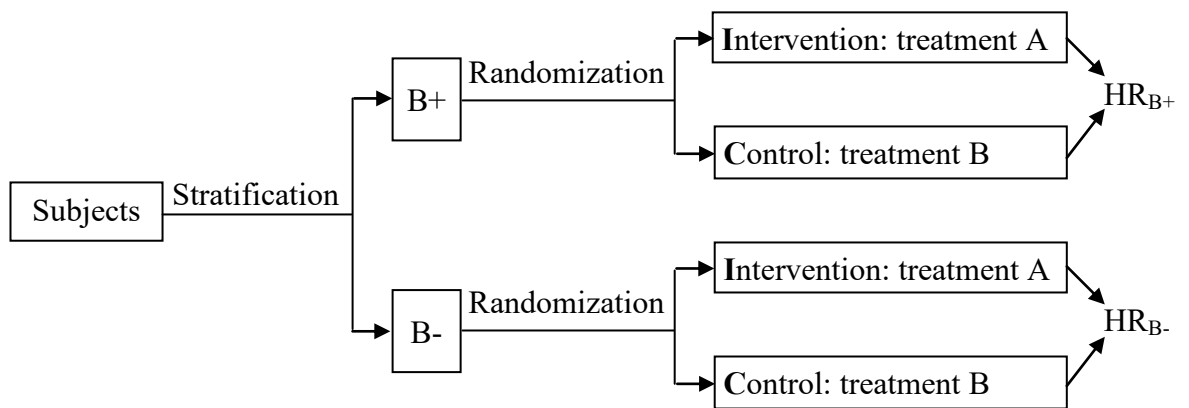 Subjects
Stratification
B+
Randomization
Intervention: treatment A
Control: treatment B
HRB+
B-
Randomization
Intervention: treatment A
Control: treatment B
HRB-